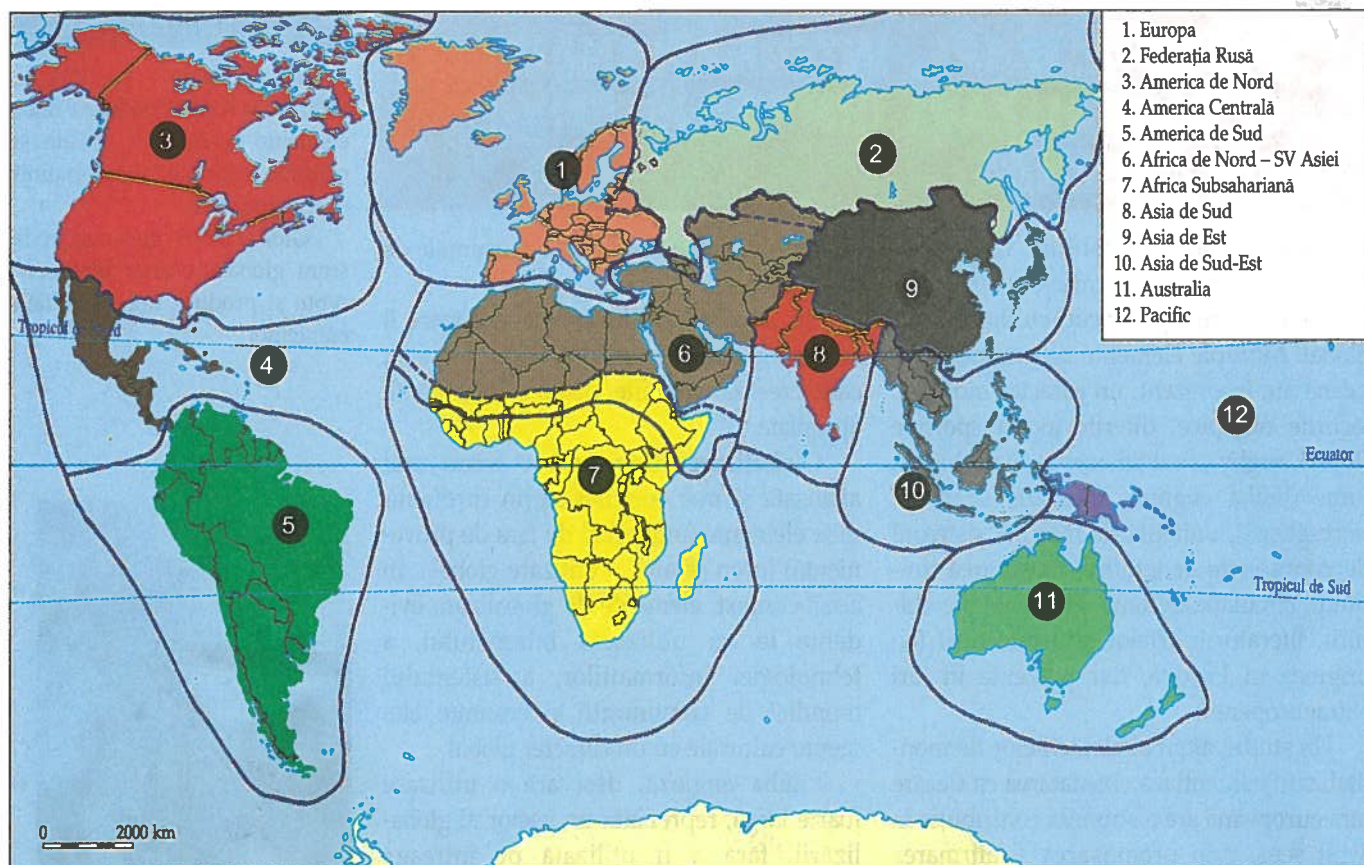 1. Europa
2. Federația Rusă
3. America de Nord
4. America Centrală
5. America de Sud
6. Africa de Nord – SV Asiei
7. Africa Subsahariană
8. Asia de Sud
9. Asia de Est
10. Asia de Sud-Est
11. Australia
12. Pacific
3
2
1
9
Tropicul de Nord
4
6
8
12
Ecuator
7
10
5
Tropicul de Sud
11
0 2000 km